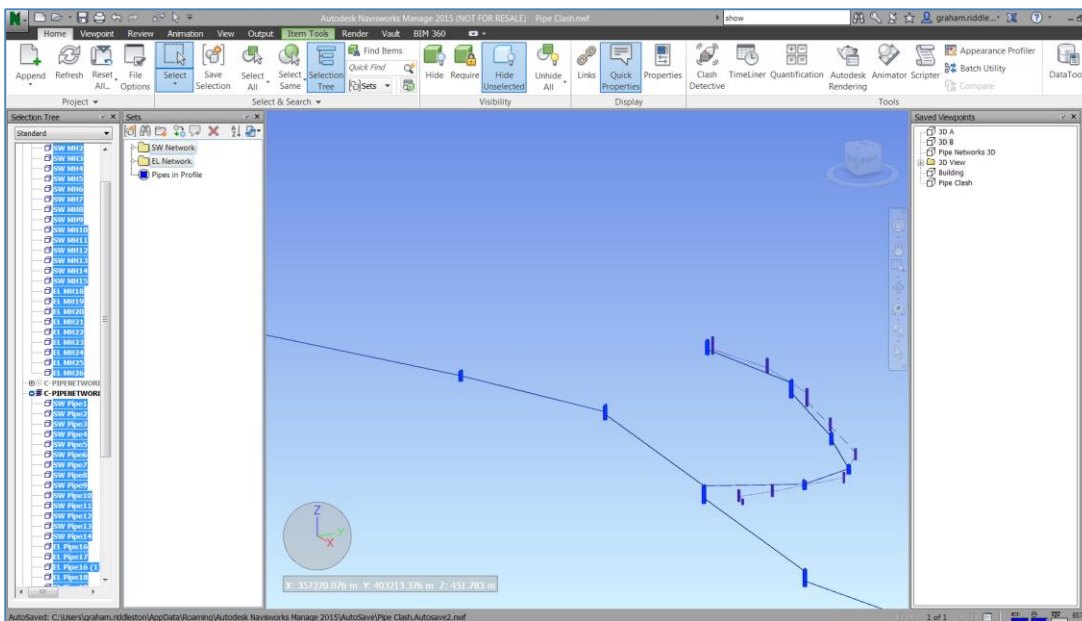 Autodesk Navisworks Manage 2015 (NOT FOR RESALE) Pipe Clash.nwf
show
graham.riddle...
Home Viewpoint Review Animation View Output Item Tools Render Vault BIM 360
Append
Refresh
Reset All...
File Options
Select
Save Selection
Select All
Select Same
Selection Tree
Find Items
Quick Find
Sets
Hide
Require
Hide Unselected
Unhide All
Links
Quick Properties
Properties
Clash Detective
TimeLiner
Quantification
Autodesk Rendering
Animator
Scripter
Appearance Profiler
Batch Utility
Compare
DataToo
Project
Select & Search
Visibility
Display
Tools
Selection Tree
Standard
SW MH2
SW MH3
SW MH4
SW MH5
SW MH6
SW MH7
SW MH8
SW MH9
SW MH10
SW MH11
SW MH12
SW MH13
SW MH14
SW MH15
EL MH18
EL MH19
EL MH20
EL MH21
EL MH22
EL MH23
EL MH24
EL MH25
EL MH26
C-PIPENETWORK
C-PIPENETWORK
SW Pipe1
SW Pipe2
SW Pipe3
SW Pipe4
SW Pipe5
SW Pipe6
SW Pipe7
SW Pipe8
SW Pipe9
SW Pipe10
SW Pipe11
SW Pipe12
SW Pipe13
SW Pipe14
EL Pipe16
EL Pipe17
EL Pipe16 (1)
EL Pipe18
Sets
SW Network
EL Network
Pipes in Profile
Z
Y
X
X: 357270.076 m Y: 403213.376 m Z: 451.783 m
Saved Viewpoints
3D A
3D B
Pipe Networks 3D
3D View
Building
Pipe Clash
AutoSaved: C:\Users\graham.riddleston\AppData\Roaming\Autodesk Navisworks Manage 2015\AutoSave\Pipe Clash.Autosave2.nwf
1 of 1